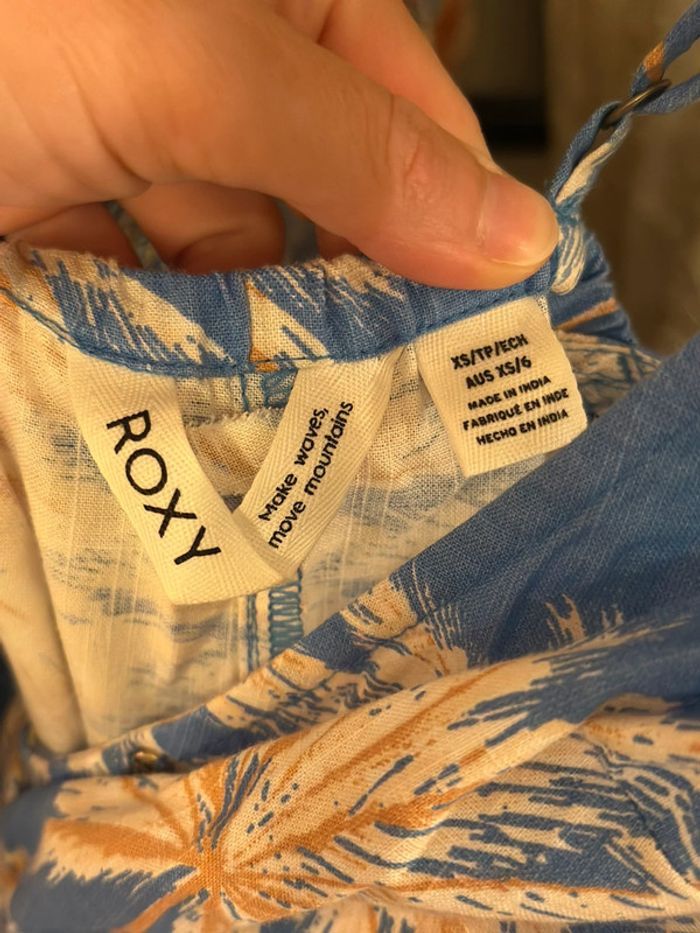 ROXY
Make waves,
move mountains
XS/TP/ECH
AUS XS/6
MADE IN INDIA
FABRIQUÉ EN INDE
HECHO EN INDIA